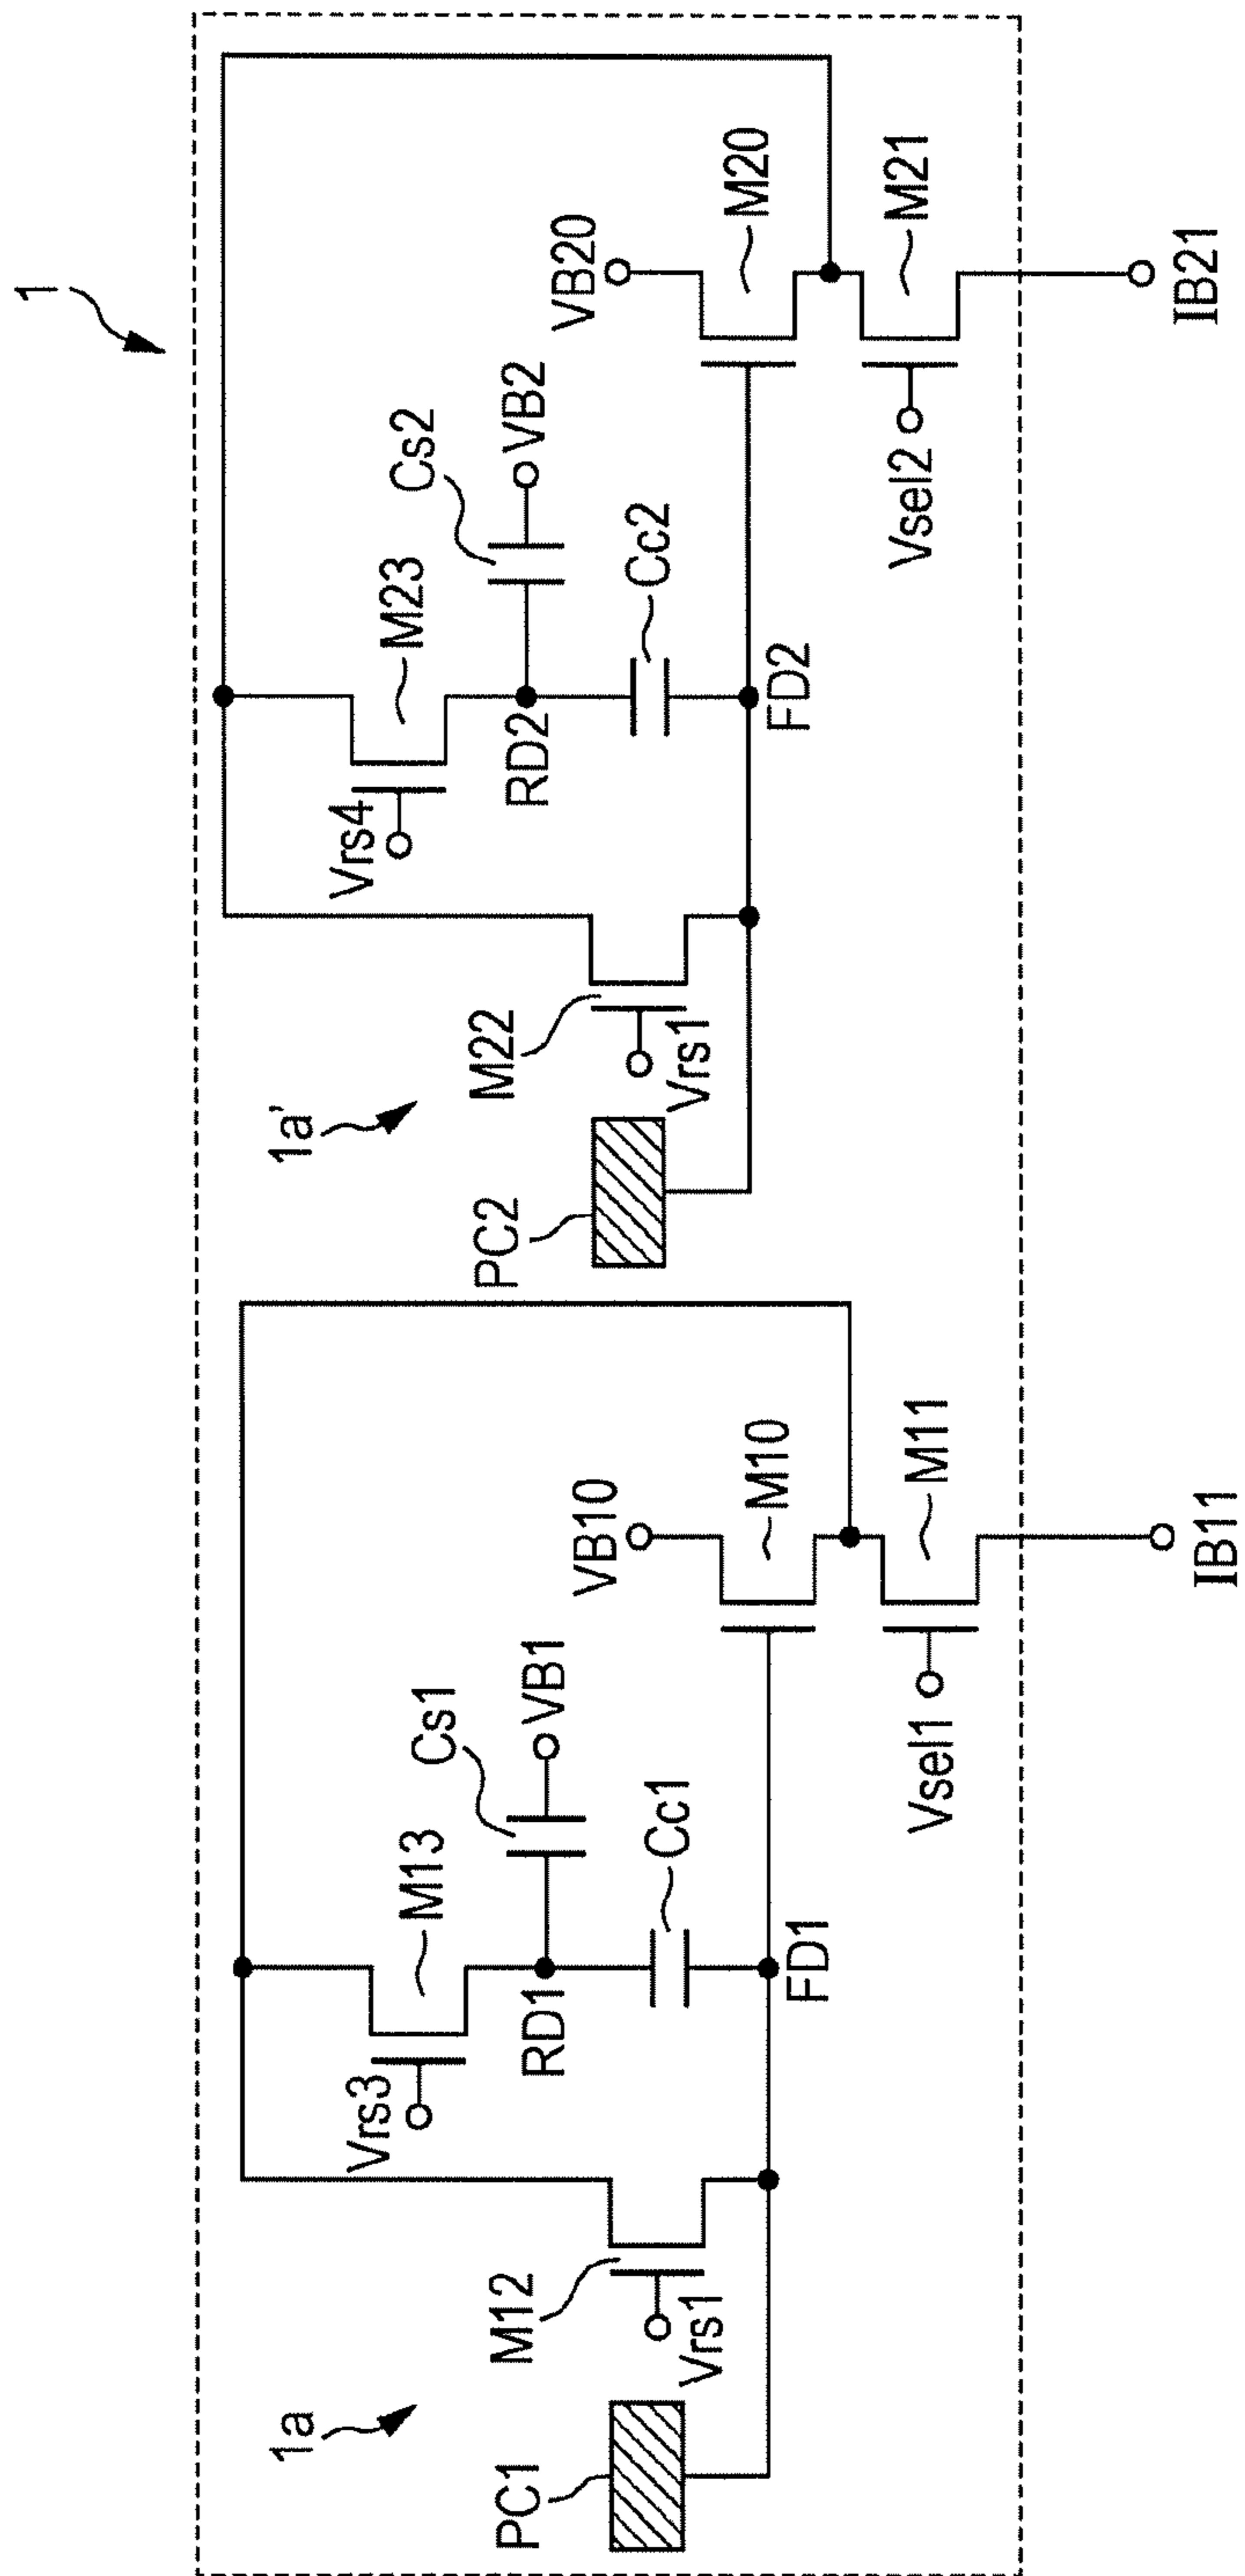 1
1a
PC1
M12
Vrs1
Vrs3
M13
RD1
Cs1
VB1
Cc1
FD1
VB10
M10
M11
Vsel1
IB11
1a'
PC2
M22
Vrs1
Vrs4
M23
RD2
Cs2
VB2
Cc2
FD2
VB20
M20
M21
Vsel2
IB21